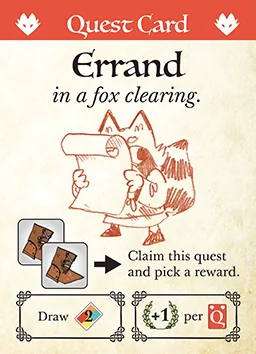 Quest Card
Errand
in a fox clearing.
Claim this quest
and pick a reward.
Draw 2
+1 per Q